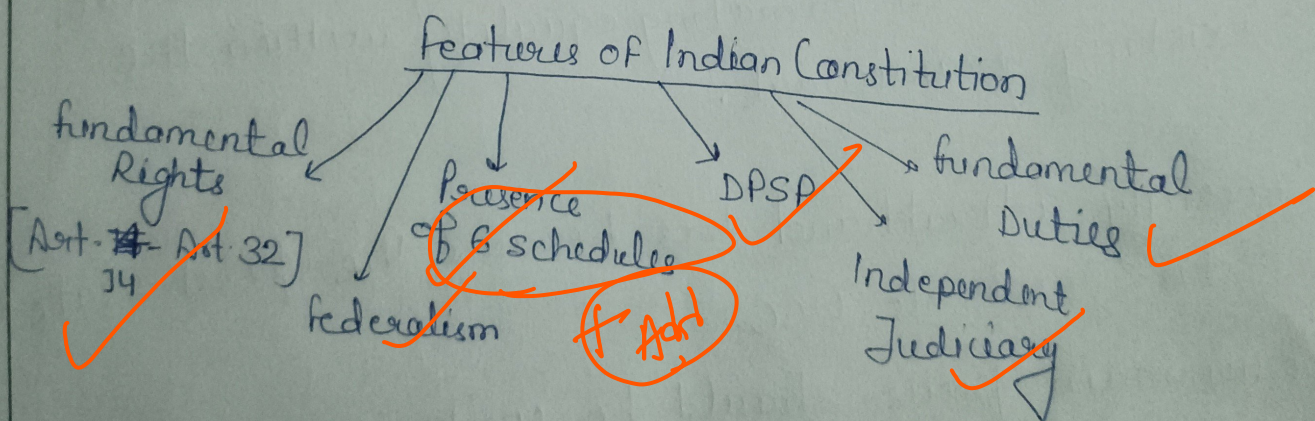 Features of Indian Constitution
fundamental
Rights
[Art. 14 - Art. 32]
Presence
of 6 schedules
federalism
DPSP
fundamental
Duties
Independent
Judiciary
+ Add